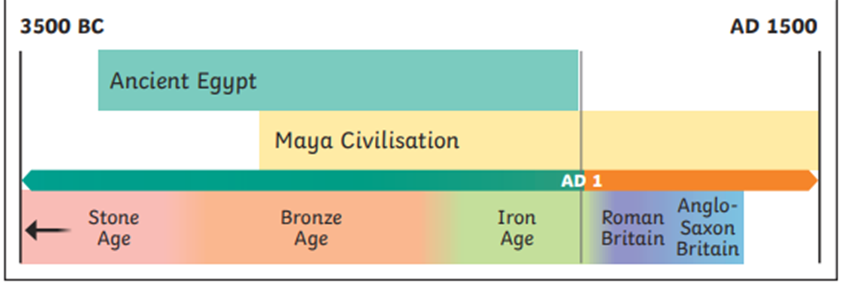 3500 BC
AD 1500
Ancient Egypt
Maya Civilisation
AD 1
Stone
Age
Bronze
Age
Iron
Age
Roman
Britain
Anglo-
Saxon
Britain